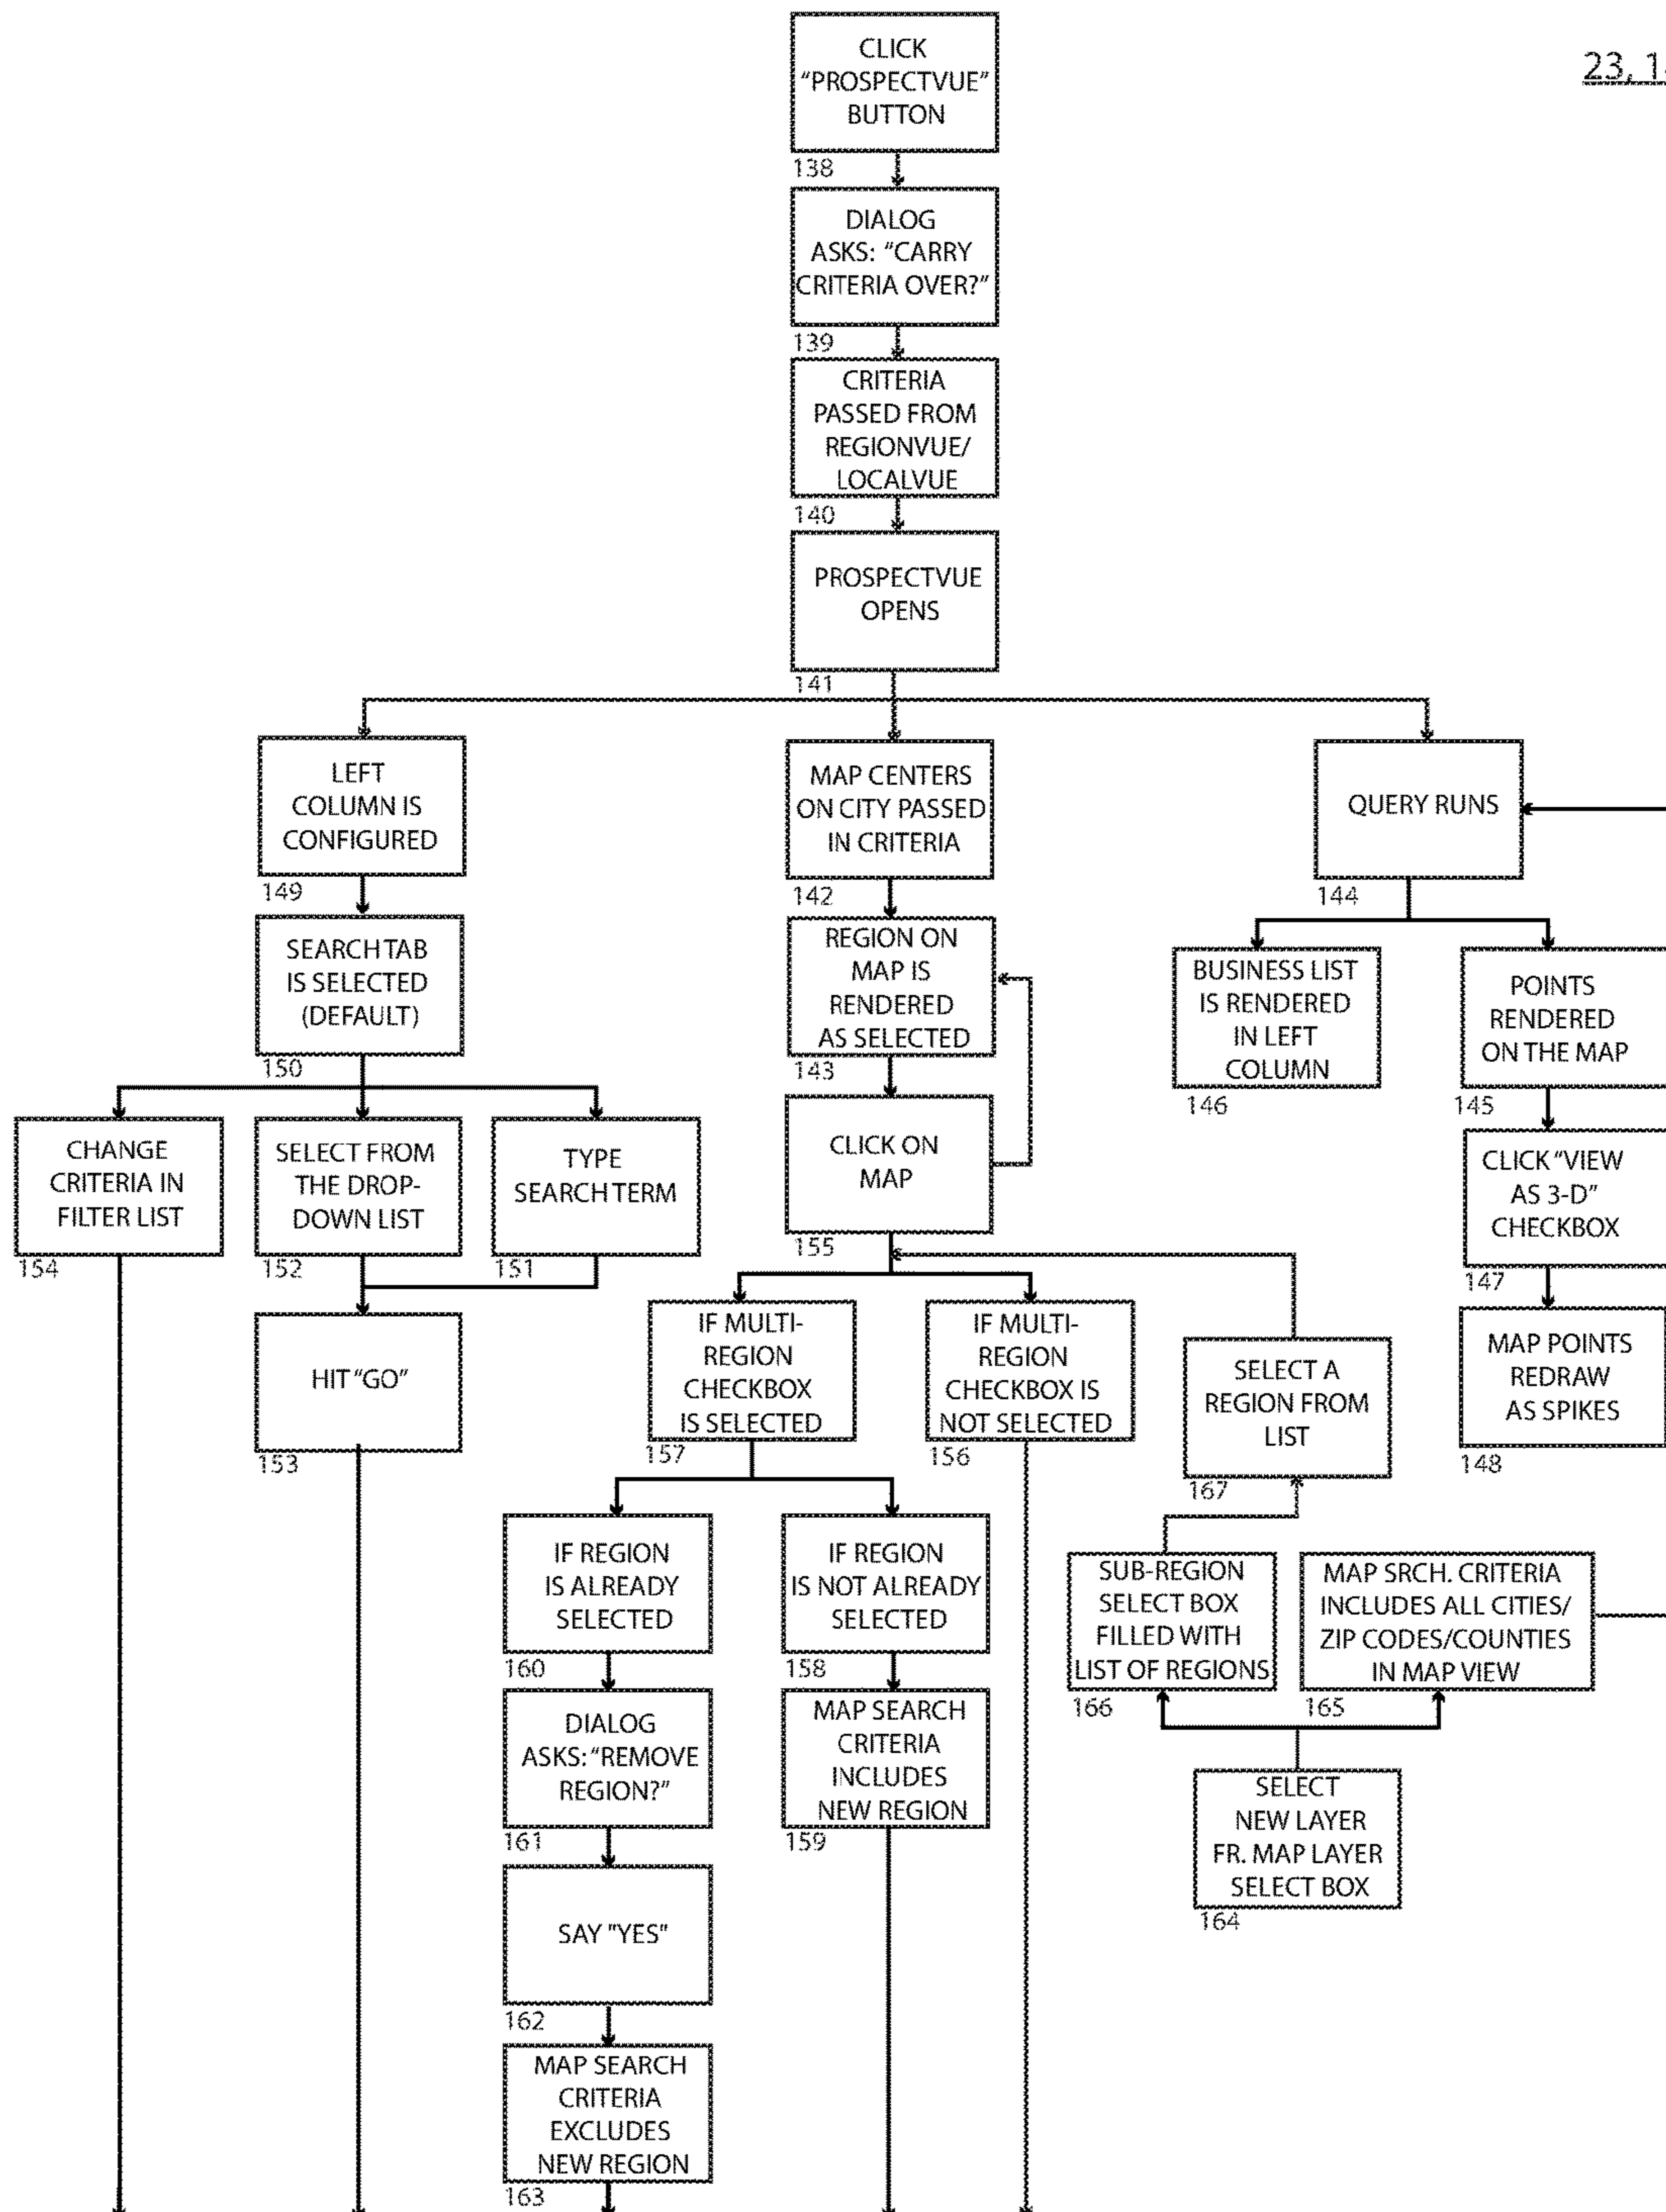 23, 1
CLICK
"PROSPECTVUE"
BUTTON
138
DIALOG
ASKS: "CARRY
CRITERIA OVER?"
139
CRITERIA
PASSED FROM
REGIONVUE/
LOCALVUE
140
PROSPECTVUE
OPENS
141
LEFT
COLUMN IS
CONFIGURED
149
MAP CENTERS
ON CITY PASSED
IN CRITERIA
142
QUERY RUNS
144
SEARCH TAB
IS SELECTED
(DEFAULT)
150
REGION ON
MAP IS
RENDERED
AS SELECTED
143
BUSINESS LIST
IS RENDERED
IN LEFT
COLUMN
146
POINTS
RENDERED
ON THE MAP
145
CHANGE
CRITERIA IN
FILTER LIST
154
SELECT FROM
THE DROP-
DOWN LIST
152
TYPE
SEARCH TERM
151
CLICK ON
MAP
155
CLICK "VIEW
AS 3-D"
CHECKBOX
147
HIT "GO"
153
IF MULTI-
REGION
CHECKBOX
IS SELECTED
157
IF MULTI-
REGION
CHECKBOX IS
NOT SELECTED
156
SELECT A
REGION FROM
LIST
167
MAP POINTS
REDRAW
AS SPIKES
148
IF REGION
IS ALREADY
SELECTED
160
IF REGION
IS NOT ALREADY
SELECTED
158
SUB-REGION
SELECT BOX
FILLED WITH
LIST OF REGIONS
166
MAP SRCH. CRITERIA
INCLUDES ALL CITIES/
ZIP CODES/COUNTIES
IN MAP VIEW
165
DIALOG
ASKS: "REMOVE
REGION?"
161
MAP SEARCH
CRITERIA
INCLUDES
NEW REGION
159
SELECT
NEW LAYER
FR. MAP LAYER
SELECT BOX
164
SAY "YES"
162
MAP SEARCH
CRITERIA
EXCLUDES
NEW REGION
163